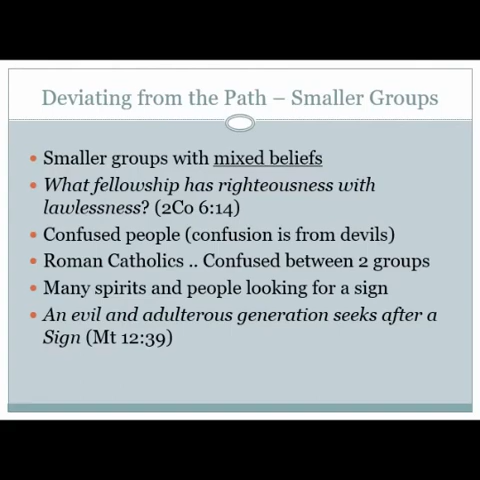 Deviating from the Path – Smaller Groups
Smaller groups with mixed beliefs
What fellowship has righteousness with
lawlessness? (2Co 6:14)
Confused people (confusion is from devils)
Roman Catholics .. Confused between 2 groups
Many spirits and people looking for a sign
An evil and adulterous generation seeks after a
Sign (Mt 12:39)